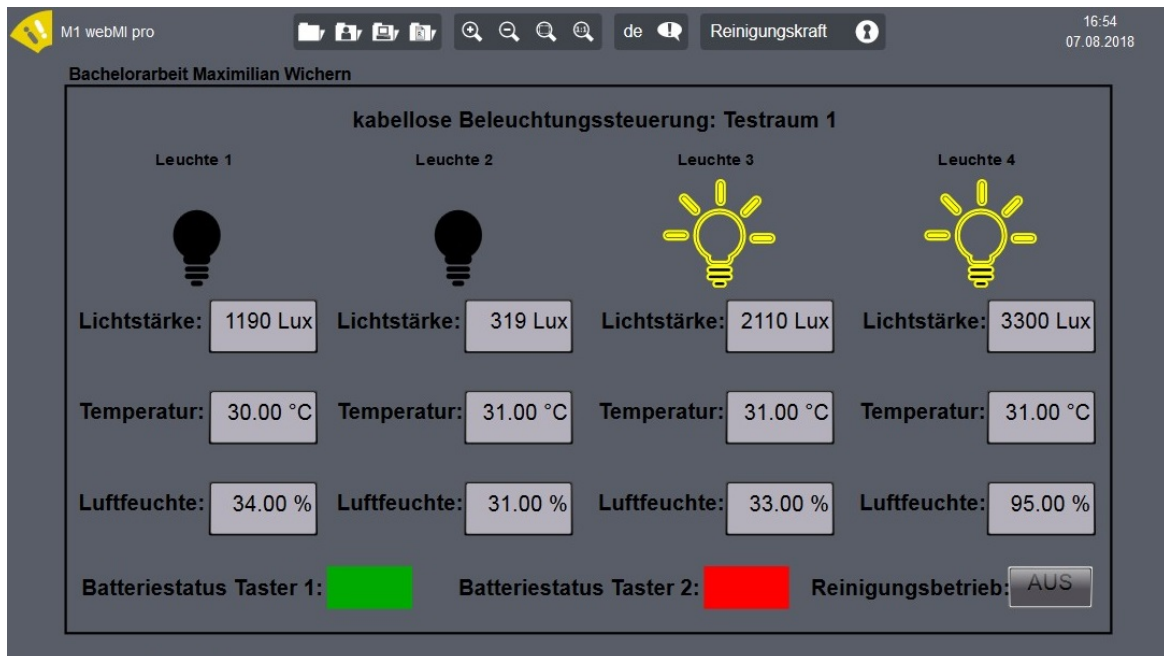 M1 webMI pro
de
Reinigungskraft
16:54
07.08.2018
Bachelorarbeit Maximilian Wichern
kabellose Beleuchtungssteuerung: Testraum 1
Leuchte 1 Leuchte 2 Leuchte 3 Leuchte 4
Lichtstärke: 1190 Lux Lichtstärke: 319 Lux Lichtstärke: 2110 Lux Lichtstärke: 3300 Lux
Temperatur: 30.00 °C Temperatur: 31.00 °C Temperatur: 31.00 °C Temperatur: 31.00 °C
Luftfeuchte: 34.00 % Luftfeuchte: 31.00 % Luftfeuchte: 33.00 % Luftfeuchte: 95.00 %
Batteriestatus Taster 1: Batteriestatus Taster 2: Reinigungsbetrieb: AUS